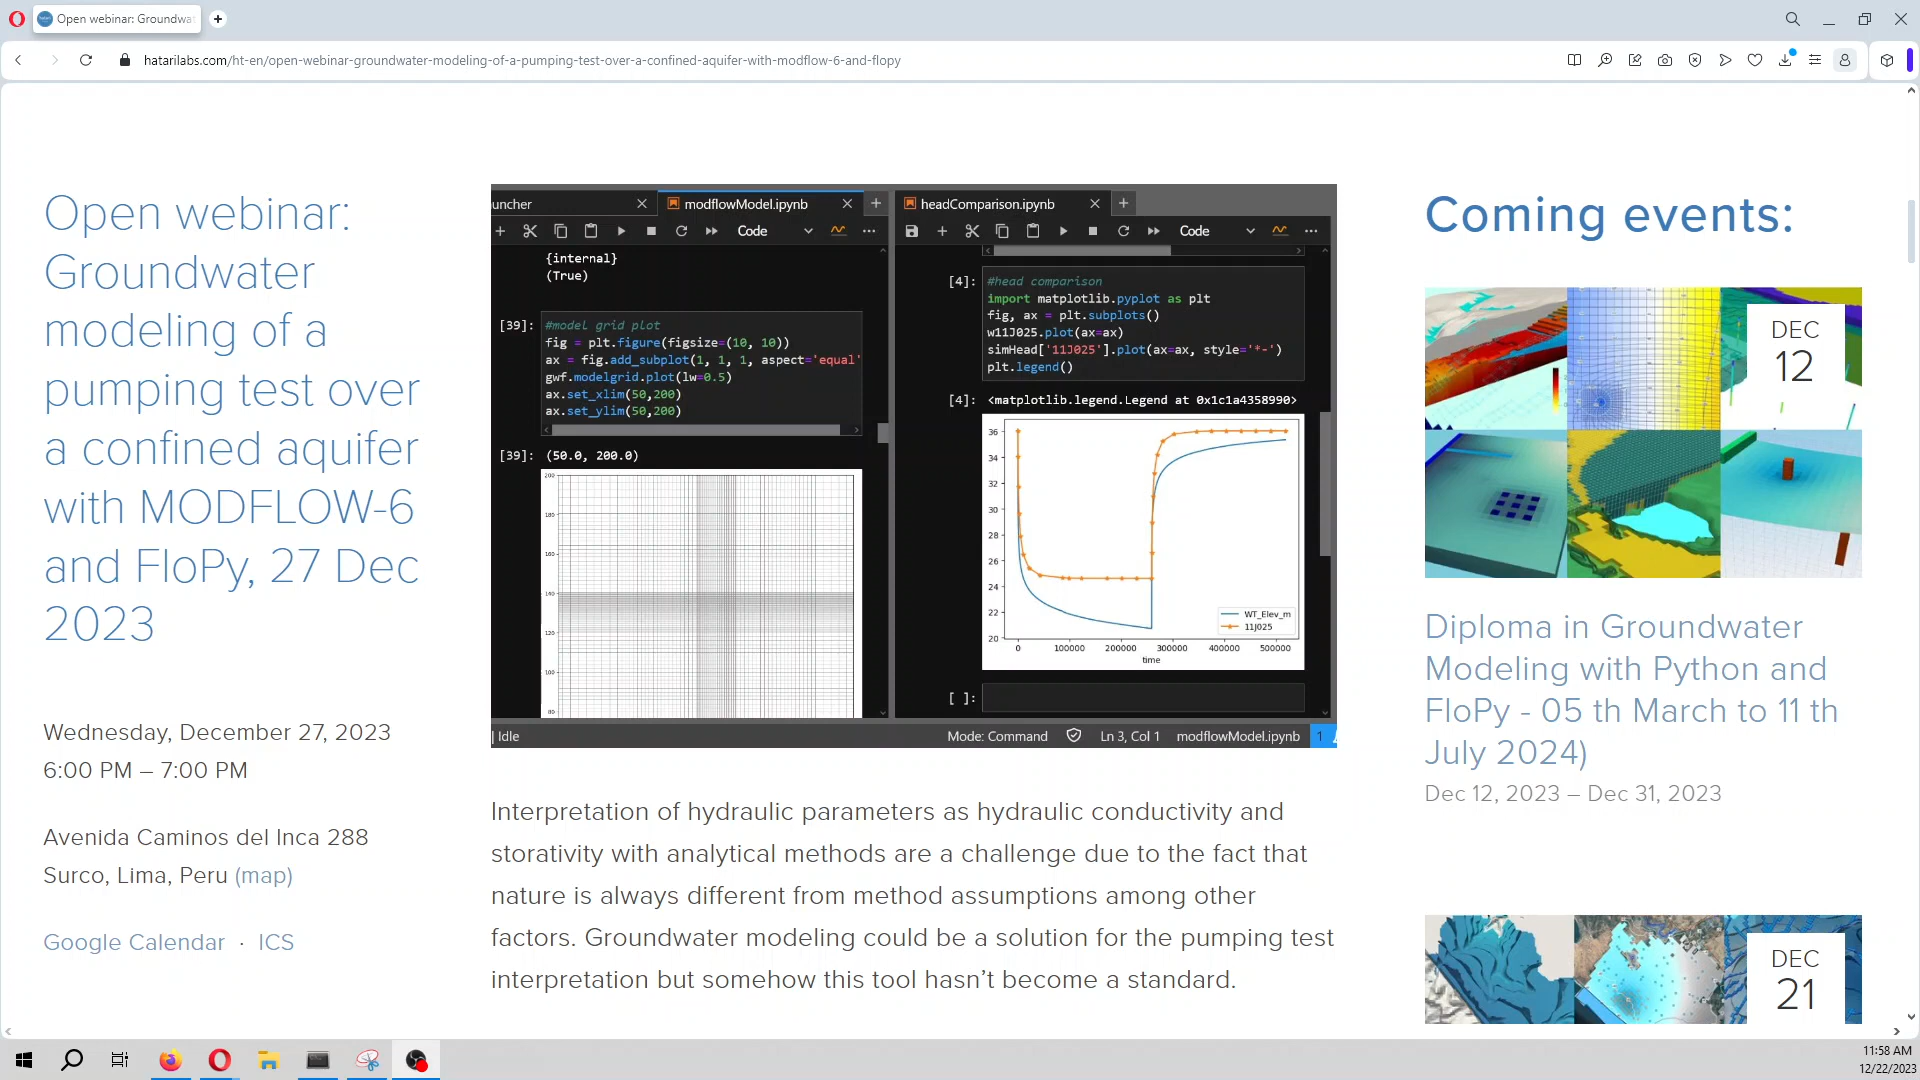 Open webinar: Groundwa
hatarilabs.com/ht-en/open-webinar-groundwater-modeling-of-a-pumping-test-over-a-confined-aquifer-with-modflow-6-and-flopy
Open webinar:
Groundwater
modeling of a
pumping test over
a confined aquifer
with MODFLOW-6
and FloPy, 27 Dec
2023
Wednesday, December 27, 2023
6:00 PM – 7:00 PM
Avenida Caminos del Inca 288
Surco, Lima, Peru (map)
Google Calendar · ICS
uncher
modflowModel.ipynb
Code
{internal}
(True)
[39]:
#model grid plot
fig = plt.figure(figsize=(10, 10))
ax = fig.add_subplot(1, 1, 1, aspect='equal'
gwf.modelgrid.plot(lw=0.5)
ax.set_xlim(50,200)
ax.set_ylim(50,200)
[39]: (50.0, 200.0)
200
180
160
140
120
100
80
headComparison.ipynb
Code
[4]:
#head comparison
import matplotlib.pyplot as plt
fig, ax = plt.subplots()
w11J025.plot(ax=ax)
simHead['11J025'].plot(ax=ax, style='*-')
plt.legend()
[4]: <matplotlib.legend.Legend at 0x1c1a4358990>
36
34
32
30
28
26
24
22
20
WT_Elev_m
11J025
0 100000 200000 300000 400000 500000
time
[ ]:
| Idle
Mode: Command
Ln 3, Col 1
modflowModel.ipynb
1
Interpretation of hydraulic parameters as hydraulic conductivity and
storativity with analytical methods are a challenge due to the fact that
nature is always different from method assumptions among other
factors. Groundwater modeling could be a solution for the pumping test
interpretation but somehow this tool hasn't become a standard.
Coming events:
DEC
12
Diploma in Groundwater
Modeling with Python and
FloPy - 05 th March to 11 th
July 2024)
Dec 12, 2023 – Dec 31, 2023
DEC
21
11:58 AM
12/22/2023